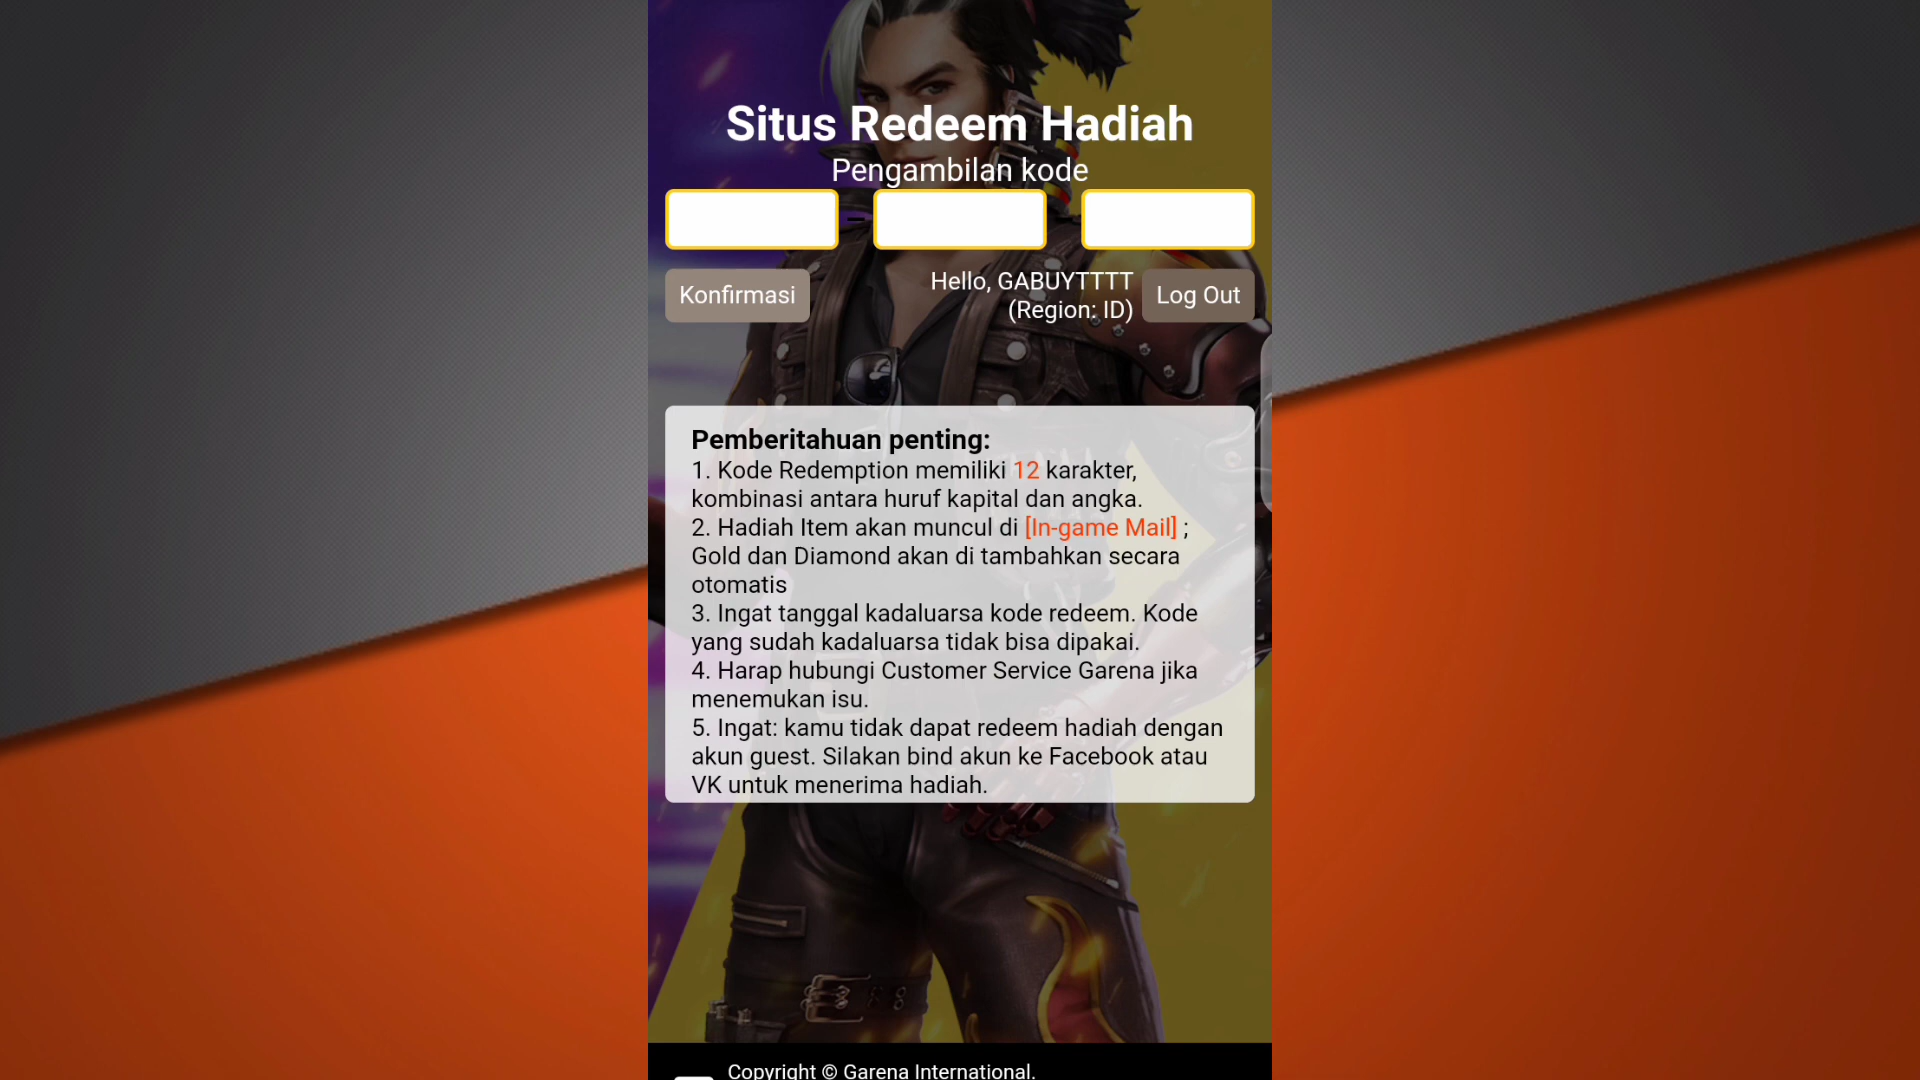 Situs Redeem Hadiah
Pengambilan kode
-
Konfirmasi
Hello, GABUYTTTT
(Region: ID)
Log Out
Pemberitahuan penting:
1. Kode Redemption memiliki 12 karakter,
kombinasi antara huruf kapital dan angka.
2. Hadiah Item akan muncul di [In-game Mail] ;
Gold dan Diamond akan di tambahkan secara
otomatis
3. Ingat tanggal kadaluarsa kode redeem. Kode
yang sudah kadaluarsa tidak bisa dipakai.
4. Harap hubungi Customer Service Garena jika
menemukan isu.
5. Ingat: kamu tidak dapat redeem hadiah dengan
akun guest. Silakan bind akun ke Facebook atau
VK untuk menerima hadiah.
Copyright © Garena International.